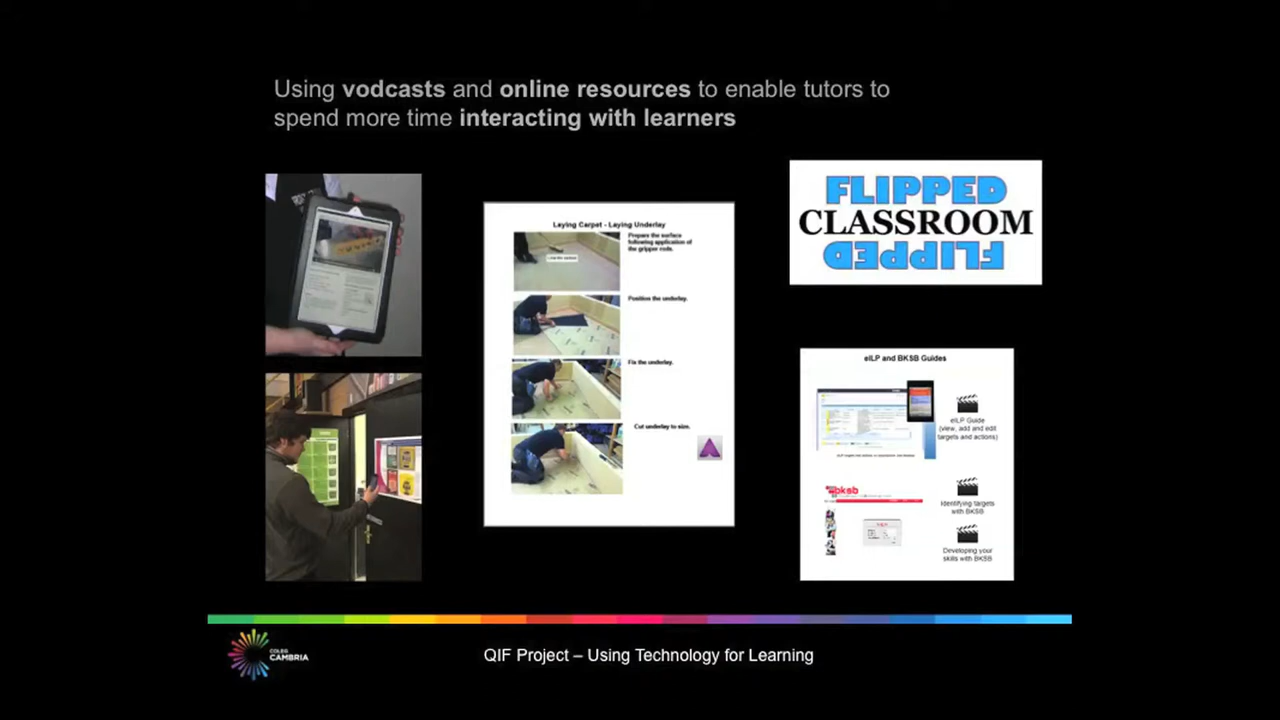 Using vodcasts and online resources to enable tutors to
spend more time interacting with learners
FLIPPED
CLASSROOM
FLIPPED
Laying Carpet - Laying Underlay
Prepare the surface
following application of
the gripper rods.
Position the underlay.
Fix the underlay.
Cut underlay to size.
eILP and BKSB Guides
eILP Guide
(view, add and edit
targets and actions)
bksb
Identifying targets
with BKSB
Developing your
skills with BKSB
COLEG
CAMBRIA
QIF Project – Using Technology for Learning